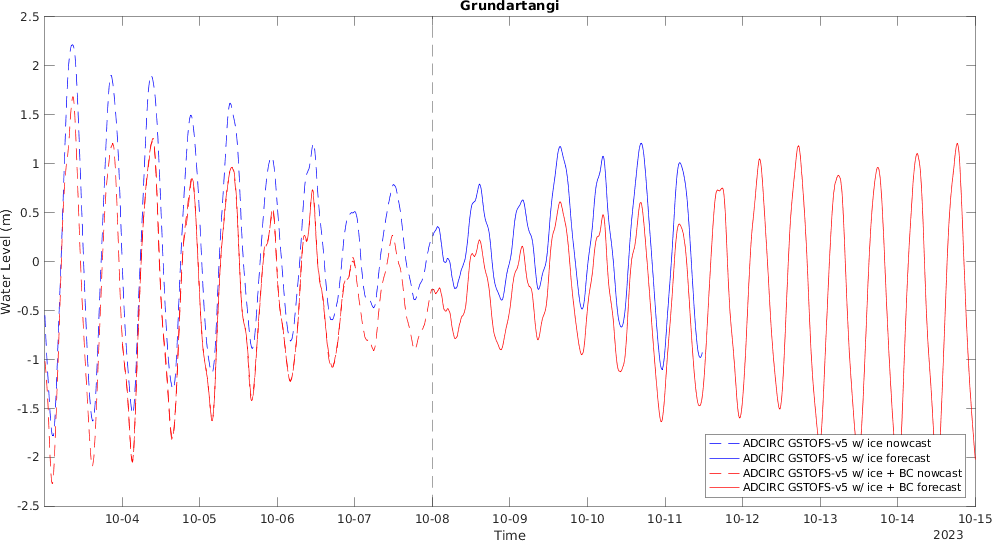 Grundartangi
2.5
2
1.5
1
0.5
0
-0.5
-1
-1.5
-2
-2.5
Water Level (m)
10-04 10-05 10-06 10-07 10-08 10-09 10-10 10-11 10-12 10-13 10-14 10-15
Time
2023
ADCIRC GSTOFS-v5 w/ ice nowcast
ADCIRC GSTOFS-v5 w/ ice forecast
ADCIRC GSTOFS-v5 w/ ice + BC nowcast
ADCIRC GSTOFS-v5 w/ ice + BC forecast